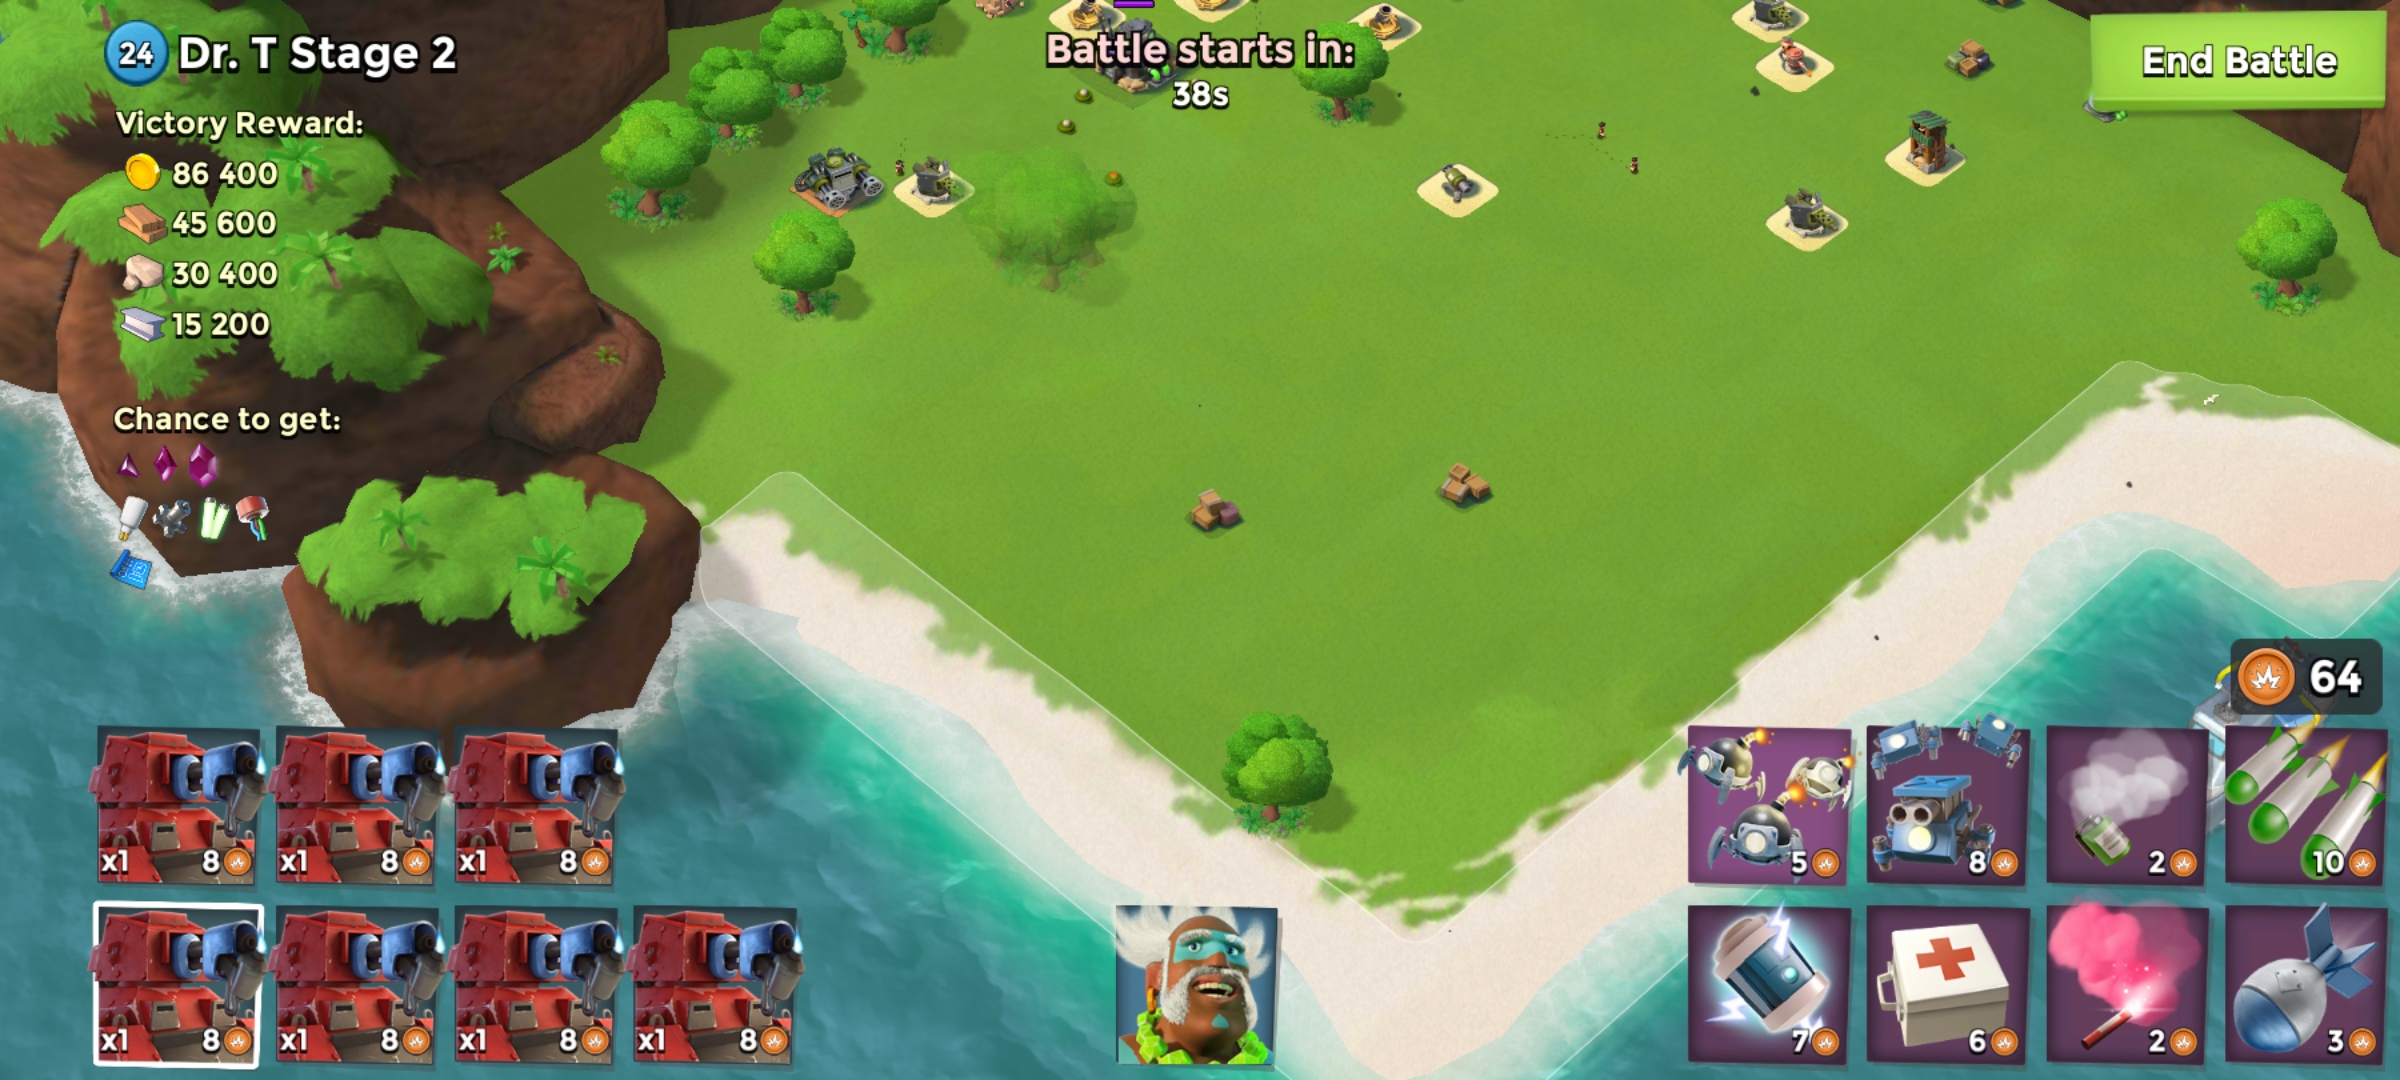 24 Dr. T Stage 2
Battle starts in:
38s
End Battle
Victory Reward:
86 400
45 600
30 400
15 200
Chance to get:
64
x1 8
x1 8
x1 8
5
8
2
10
x1 8
x1 8
x1 8
x1 8
7
6
2
3